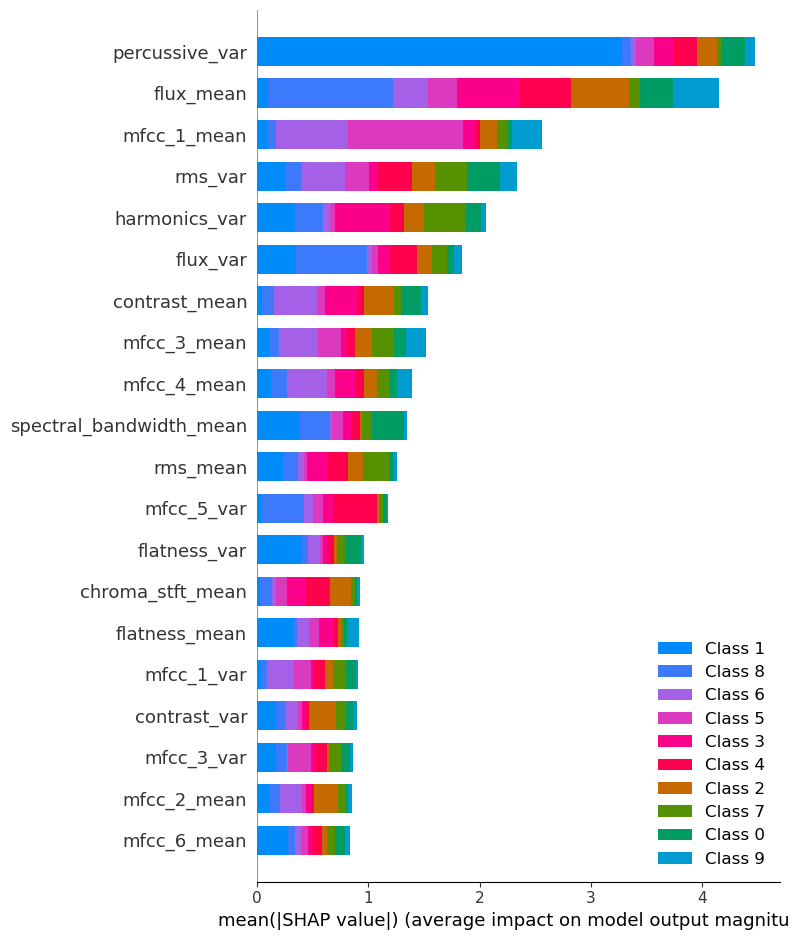 percussive_var
flux_mean
mfcc_1_mean
rms_var
harmonics_var
flux_var
contrast_mean
mfcc_3_mean
mfcc_4_mean
spectral_bandwidth_mean
rms_mean
mfcc_5_var
flatness_var
chroma_stft_mean
flatness_mean
mfcc_1_var
contrast_var
mfcc_3_var
mfcc_2_mean
mfcc_6_mean
Class 1
Class 8
Class 6
Class 5
Class 3
Class 4
Class 2
Class 7
Class 0
Class 9
0 1 2 3 4
mean(|SHAP value|) (average impact on model output magnitu